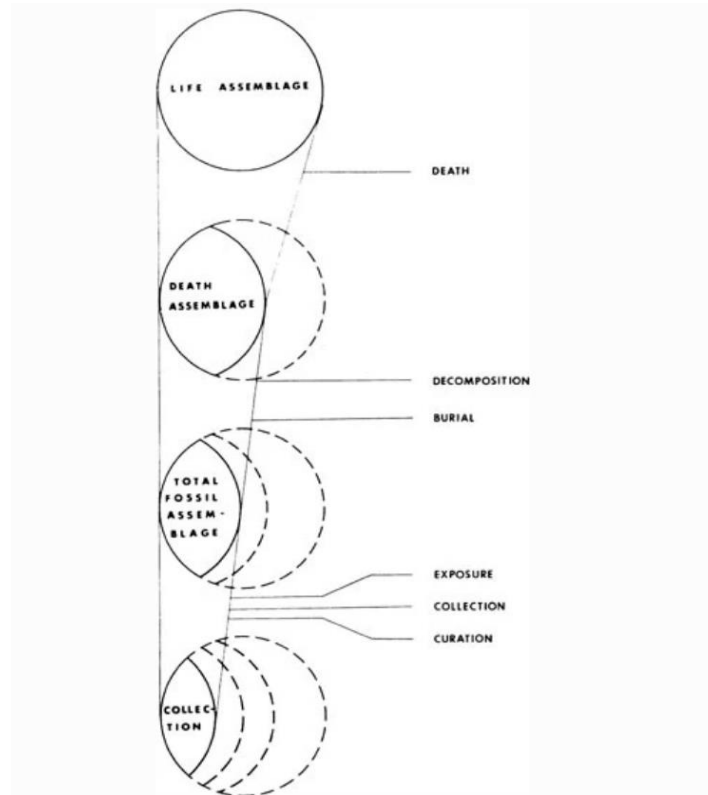 LIFE ASSEMBLAGE
DEATH
DEATH
ASSEMBLAGE
DECOMPOSITION
BURIAL
TOTAL
FOSSIL
ASSEM-
BLAGE
EXPOSURE
COLLECTION
CURATION
COLLEC-
TION